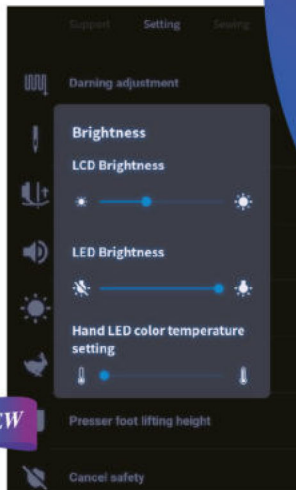 Support Setting Sewing
Darning adjustment
Brightness
LCD Brightness
LED Brightness
Hand LED color temperature
setting
EW
Presser foot lifting height
Cancel safety